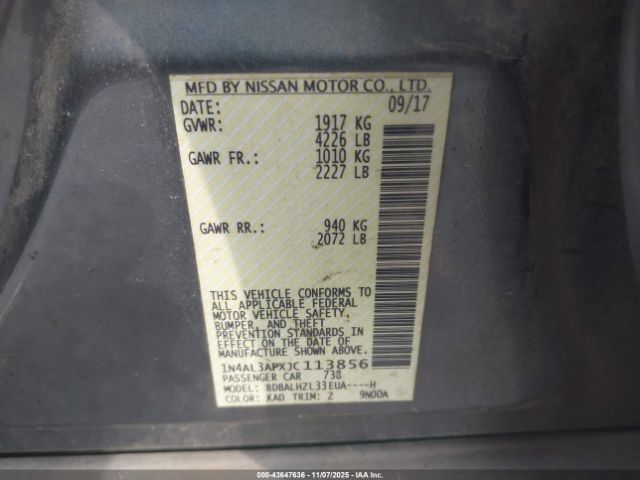 MFD BY NISSAN MOTOR CO., LTD.
DATE: 09/17
GVWR: 1917 KG
4226 LB
GAWR FR.: 1010 KG
2227 LB
GAWR RR.: 940 KG
2072 LB
THIS VEHICLE CONFORMS TO
ALL APPLICABLE FEDERAL
MOTOR VEHICLE SAFETY,
BUMPER, AND THEFT
PREVENTION STANDARDS IN
EFFECT ON THE DATE OF
MANUFACTURE SHOWN ABOVE.
1N4AL3APXJC113856
PASSENGER CAR 738
MODEL: BDBALHZL33EUA----H
COLOR: KAD TRIM: Z 9N00A
000-43647636 - 11/07/2025 - IAAI.com